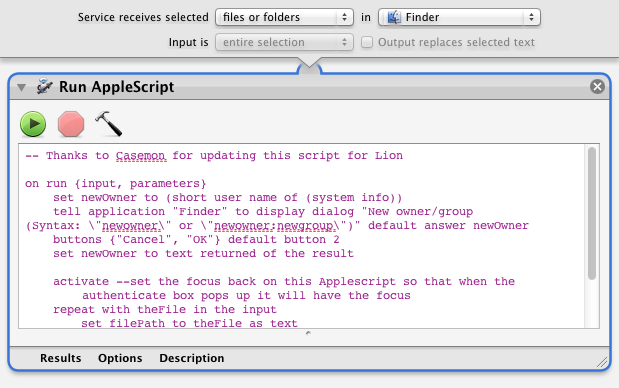 Service receives selected files or folders in Finder
Input is entire selection Output replaces selected text
Run AppleScript
-- Thanks to Casemon for updating this script for Lion
on run {input, parameters}
set newOwner to (short user name of (system info))
tell application "Finder" to display dialog "New owner/group
(Syntax: \"newowner\" or \"newowner:newgroup\")" default answer newOwner
buttons {"Cancel", "OK"} default button 2
set newOwner to text returned of the result
activate --set the focus back on this Applescript so that when the
authenticate box pops up it will have the focus
repeat with theFile in the input
set filePath to theFile as text
Results Options Description